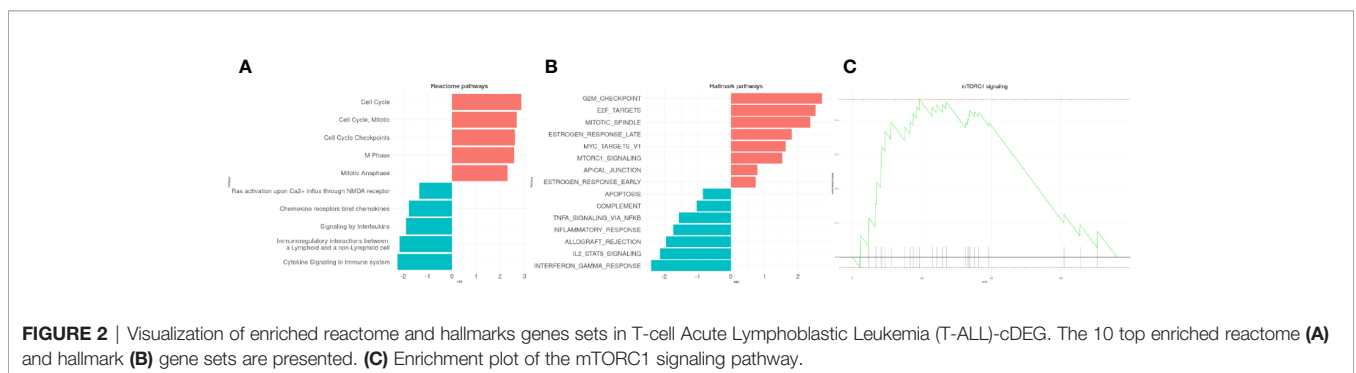 A
B
C
Reactome pathways
Cell Cycle
Cell Cycle, Mitotic
Cell Cycle Checkpoints
M Phase
Mitotic Anaphase
Ras activation upon Ca2+ influx through NMDA receptor
Chemokine receptors bind chemokines
Signaling by Interleukins
Immunoregulatory interactions between
a Lymphoid and a non-Lymphoid cell
Cytokine Signaling in Immune system
-2 -1 0 1 2 3
Hallmark pathways
G2M_CHECKPOINT
E2F_TARGETS
MITOTIC_SPINDLE
ESTROGEN_RESPONSE_LATE
MYC_TARGETS_V1
MTORC1_SIGNALING
APICAL_JUNCTION
ESTROGEN_RESPONSE_EARLY
APOPTOSIS
COMPLEMENT
TNFA_SIGNALING_VIA_NFKB
INFLAMMATORY_RESPONSE
ALLOGRAFT_REJECTION
IL2_STAT5_SIGNALING
INTERFERON_GAMMA_RESPONSE
-2 -1 0 1 2
mTORC1 signaling
FIGURE 2 | Visualization of enriched reactome and hallmarks genes sets in T-cell Acute Lymphoblastic Leukemia (T-ALL)-cDEG. The 10 top enriched reactome (A)
and hallmark (B) gene sets are presented. (C) Enrichment plot of the mTORC1 signaling pathway.